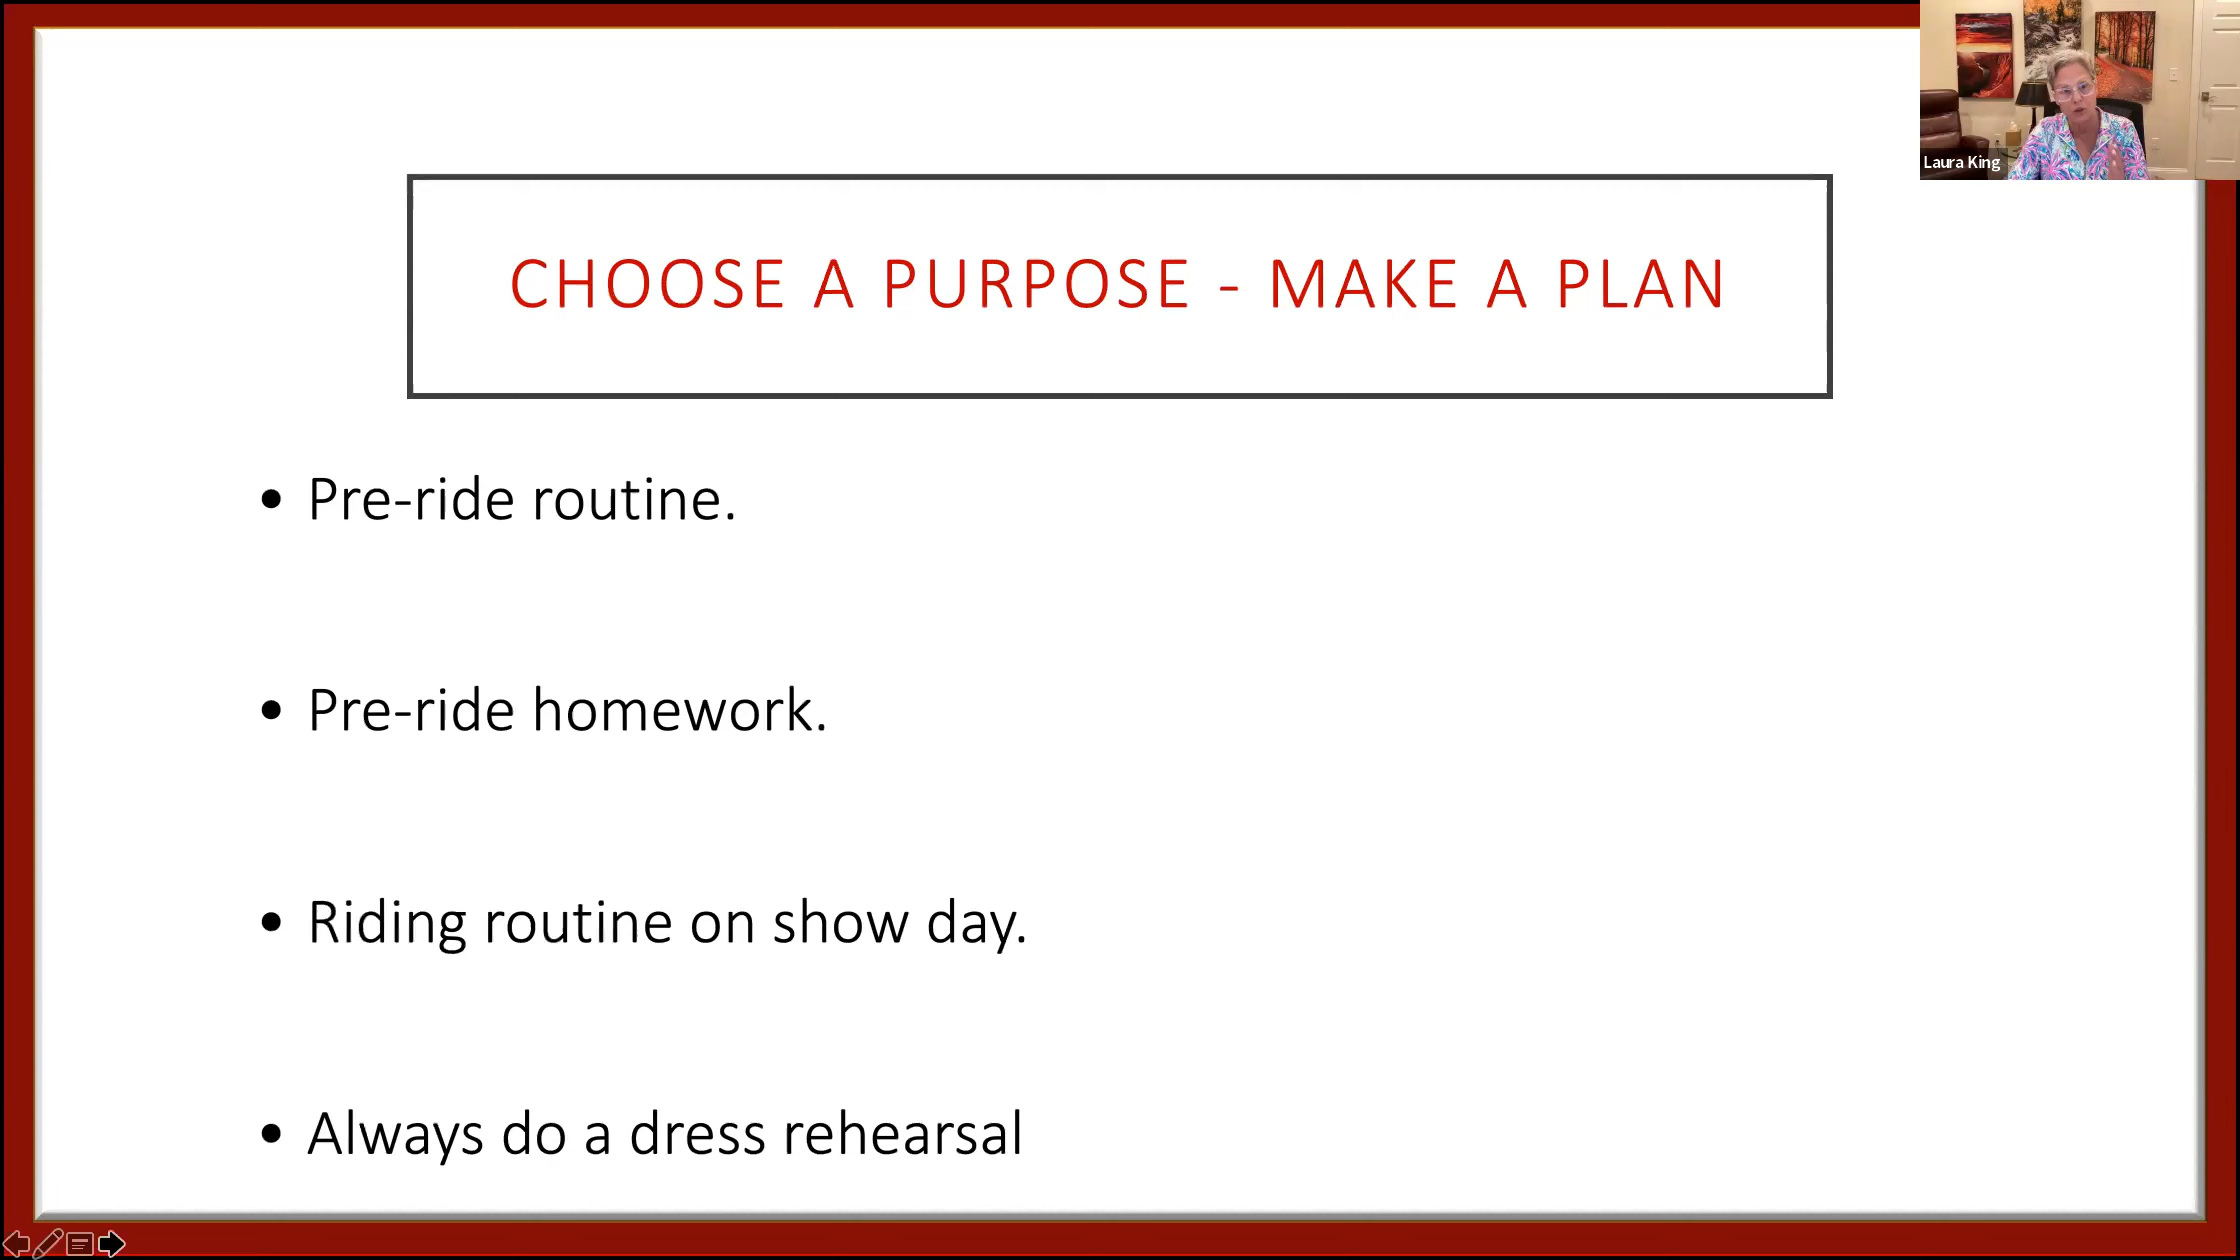 Laura King
CHOOSE A PURPOSE - MAKE A PLAN
• Pre-ride routine.
• Pre-ride homework.
• Riding routine on show day.
• Always do a dress rehearsal